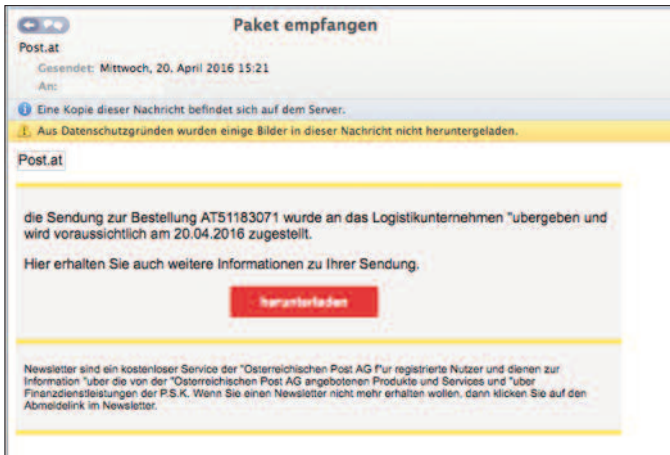 Paket empfangen
Post.at
Gesendet: Mittwoch, 20. April 2016 15:21
An:
Eine Kopie dieser Nachricht befindet sich auf dem Server.
Aus Datenschutzgründen wurden einige Bilder in dieser Nachricht nicht heruntergeladen.
Post.at
die Sendung zur Bestellung AT51183071 wurde an das Logistikunternehmen "ubergeben und
wird voraussichtlich am 20.04.2016 zugestellt.
Hier erhalten Sie auch weitere Informationen zu Ihrer Sendung.
herunterladen
Newsletter sind ein kostenloser Service der "Osterreichischen Post AG f"ur registrierte Nutzer und dienen zur
Information "uber die von der "Osterreichischen Post AG angebotenen Produkte und Services und "uber
Finanzdienstleistungen der P.S.K. Wenn Sie einen Newsletter nicht mehr erhalten wollen, dann klicken Sie auf den
Abmeldelink im Newsletter.